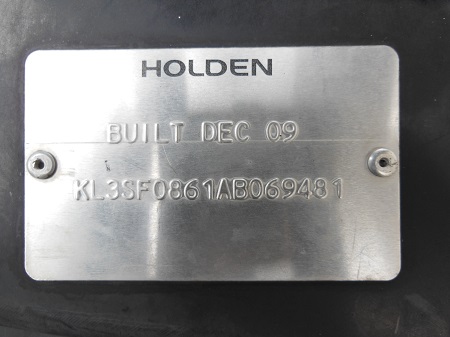 HOLDEN
BUILT DEC 09
KL3SF0861AB069481